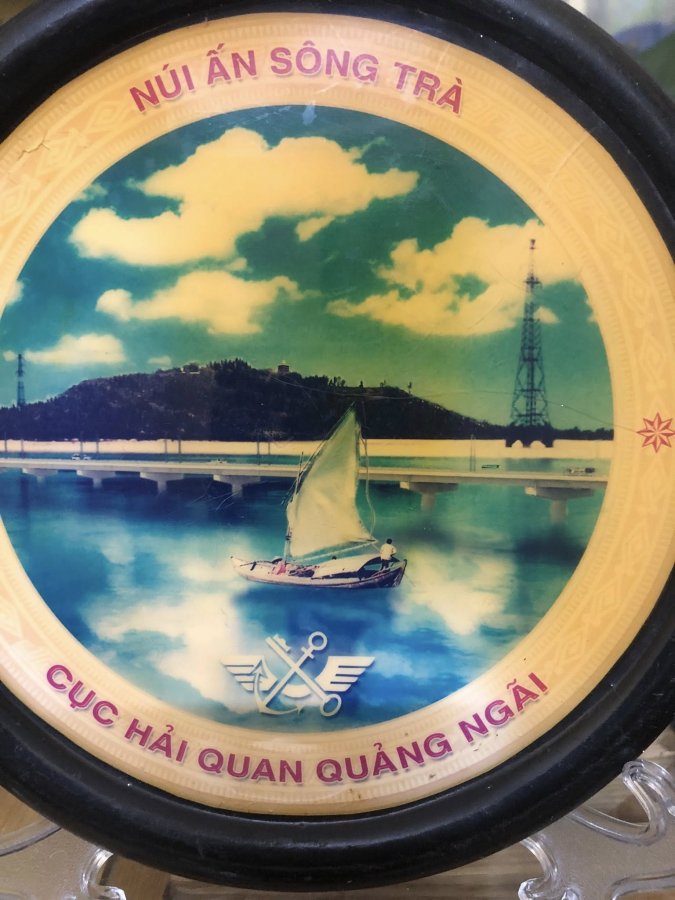 NÚI ẤN SÔNG TRÀ
CỤC HẢI QUAN QUẢNG NGÃI